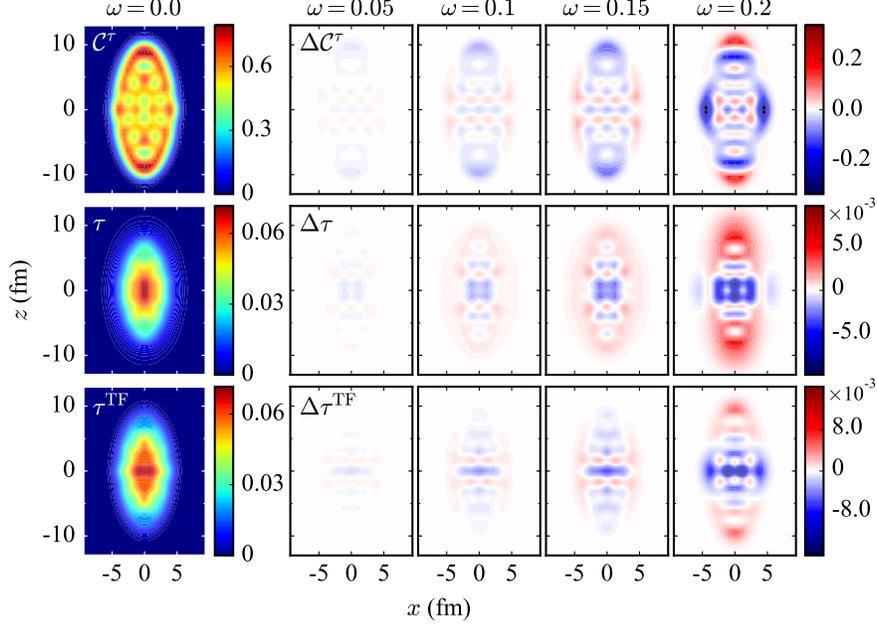 ω = 0.0 ω = 0.05 ω = 0.1 ω = 0.15 ω = 0.2
10 0 -10 𝒞^τ 0.6 0.3 0 Δ𝒞^τ 0.2 0.0 -0.2
10 0 -10 τ 0.06 0.03 0 Δτ ×10^-3 5.0 0 -5.0
10 0 -10 τ^TF 0.06 0.03 0 Δτ^TF ×10^-3 8.0 0 -8.0
z (fm)
-5 0 5 -5 0 5 -5 0 5 -5 0 5 -5 0 5
x (fm)